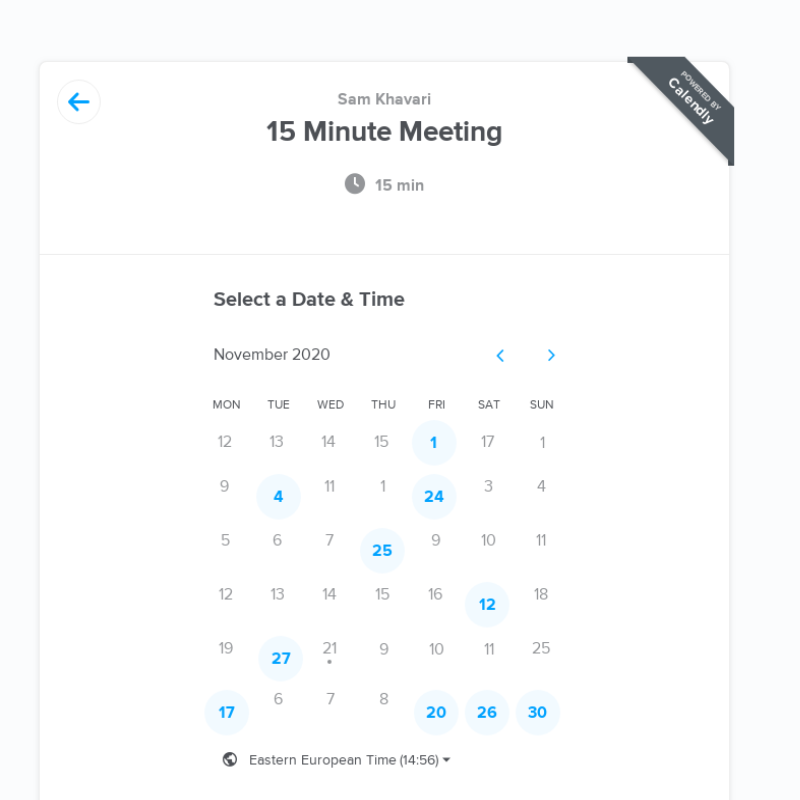 Sam Khavari
15 Minute Meeting
15 min
POWERED BY
Calendly
Select a Date & Time
November 2020
MON TUE WED THU FRI SAT SUN
12 13 14 15 1 17 1
9 4 11 1 24 3 4
5 6 7 25 9 10 11
12 13 14 15 16 12 18
19 27 21 9 10 11 25
17 6 7 8 20 26 30
Eastern European Time (14:56)